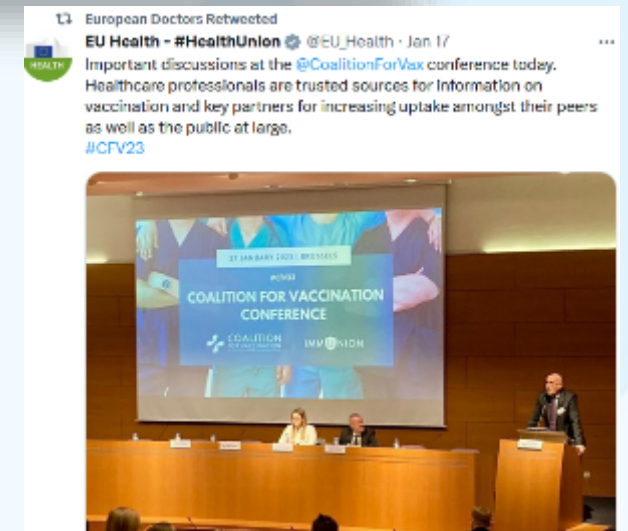 European Doctors Retweeted
EU Health - #HealthUnion @EU_Health · Jan 17
HEALTH
Important discussions at the @CoalitionForVax conference today.
Healthcare professionals are trusted sources for information on
vaccination and key partners for increasing uptake amongst their peers
as well as the public at large.
#CFV23
17 JANUARY 2023 | BRUSSELS
#CFV23
COALITION FOR VACCINATION
CONFERENCE
COALITION
FOR VACCINATION
IMMUNION